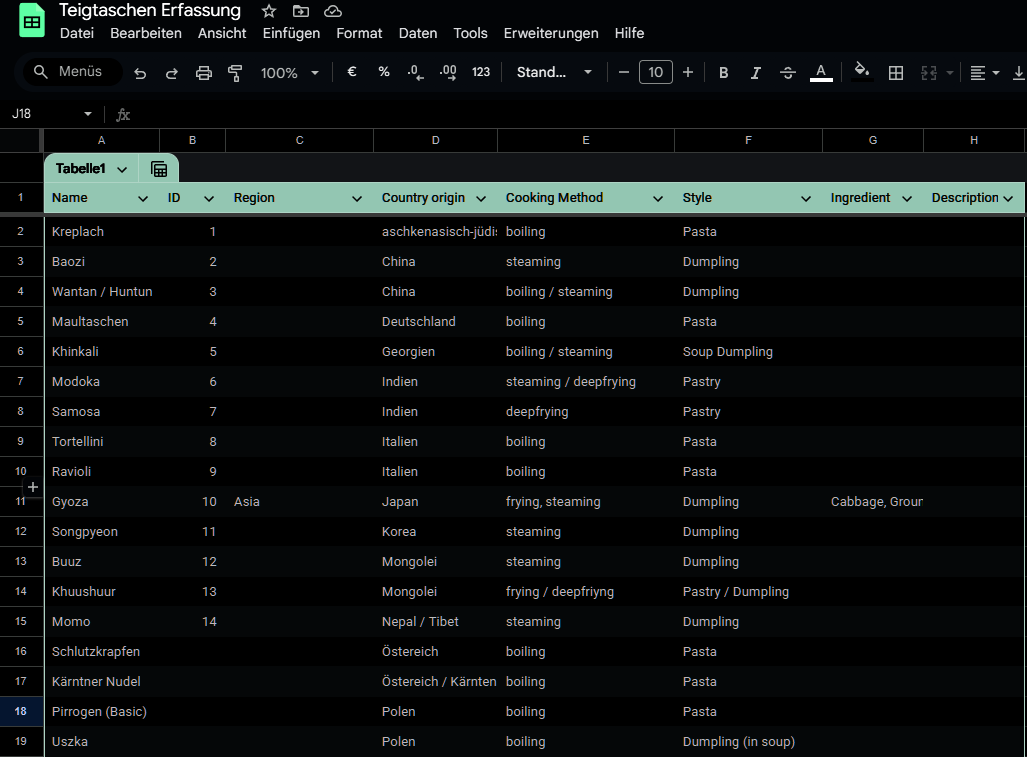 Teigtaschen Erfassung
Datei Bearbeiten Ansicht Einfügen Format Daten Tools Erweiterungen Hilfe
Menüs 100% € % .0 .00 123 Stand... 10 B I S A
J18 fx
A B C D E F G H
Tabelle1
1 Name ID Region Country origin Cooking Method Style Ingredient Description
2 Kreplach 1 aschkenasisch-jüdis boiling Pasta
3 Baozi 2 China steaming Dumpling
4 Wantan / Huntun 3 China boiling / steaming Dumpling
5 Maultaschen 4 Deutschland boiling Pasta
6 Khinkali 5 Georgien boiling / steaming Soup Dumpling
7 Modoka 6 Indien steaming / deepfrying Pastry
8 Samosa 7 Indien deepfrying Pastry
9 Tortellini 8 Italien boiling Pasta
10 Ravioli 9 Italien boiling Pasta
11 Gyoza 10 Asia Japan frying, steaming Dumpling Cabbage, Groun
12 Songpyeon 11 Korea steaming Dumpling
13 Buuz 12 Mongolei steaming Dumpling
14 Khuushuur 13 Mongolei frying / deepfriyng Pastry / Dumpling
15 Momo 14 Nepal / Tibet steaming Dumpling
16 Schlutzkrapfen Östereich boiling Pasta
17 Kärntner Nudel Östereich / Kärnten boiling Pasta
18 Pirrogen (Basic) Polen boiling Pasta
19 Uszka Polen boiling Dumpling (in soup)